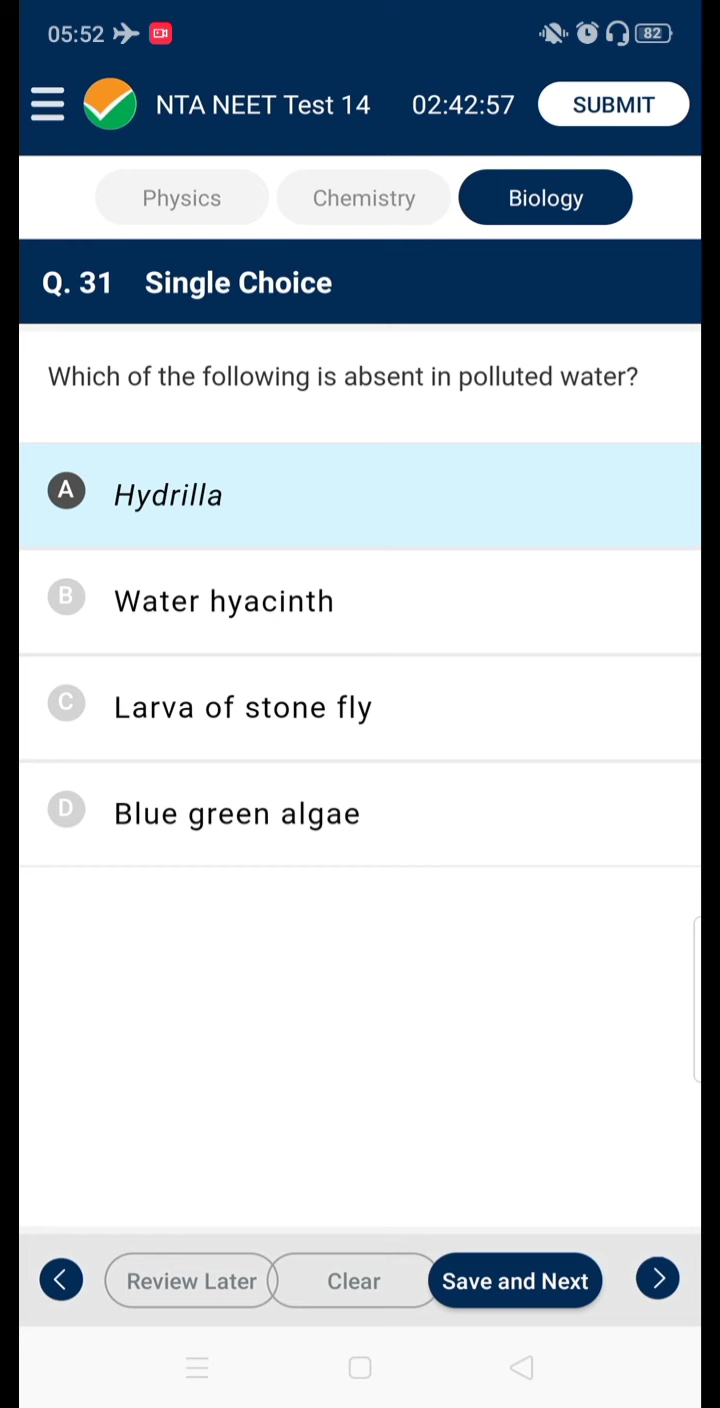 05:52 82
NTA NEET Test 14 02:42:57 SUBMIT
Physics Chemistry Biology
Q. 31 Single Choice
Which of the following is absent in polluted water?
A Hydrilla
B Water hyacinth
C Larva of stone fly
D Blue green algae
Review Later Clear Save and Next